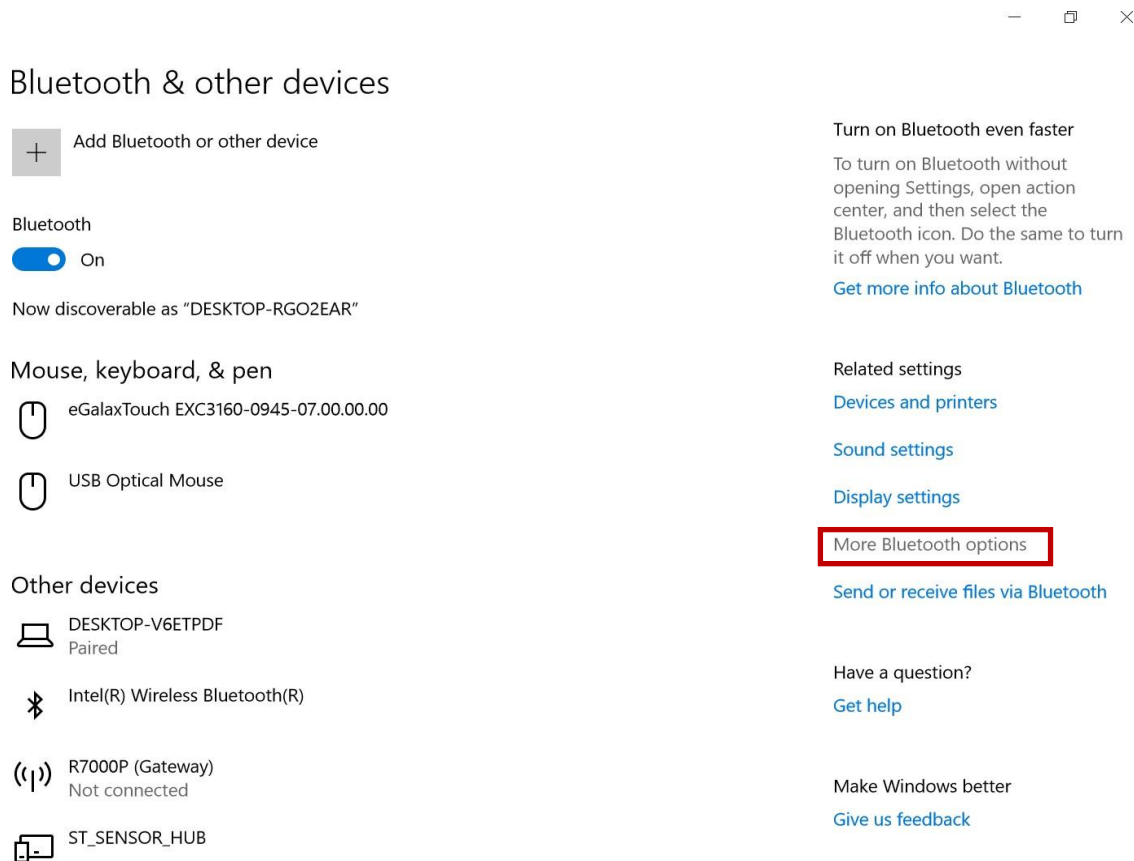 Bluetooth & other devices
Add Bluetooth or other device
Bluetooth
On
Now discoverable as “DESKTOP-RGO2EAR”
Mouse, keyboard, & pen
eGalaxTouch EXC3160-0945-07.00.00.00
USB Optical Mouse
Other devices
DESKTOP-V6ETPDF
Paired
Intel(R) Wireless Bluetooth(R)
R7000P (Gateway)
Not connected
ST_SENSOR_HUB
Turn on Bluetooth even faster
To turn on Bluetooth without
opening Settings, open action
center, and then select the
Bluetooth icon. Do the same to turn
it off when you want.
Get more info about Bluetooth
Related settings
Devices and printers
Sound settings
Display settings
More Bluetooth options
Send or receive files via Bluetooth
Have a question?
Get help
Make Windows better
Give us feedback